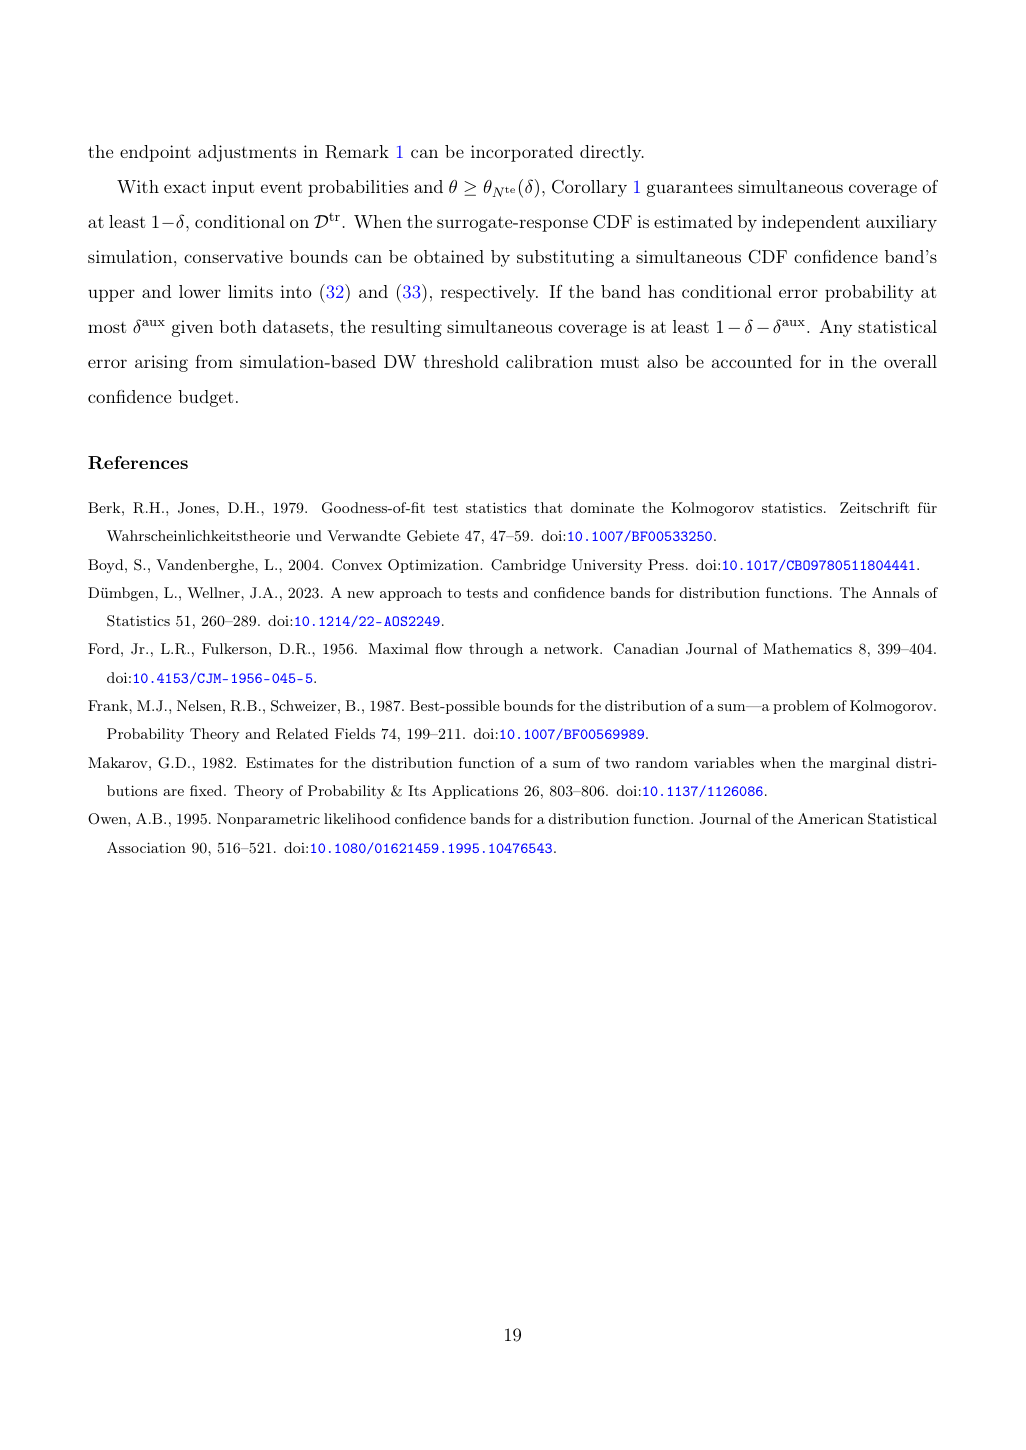 the endpoint adjustments in Remark 1 can be incorporated directly.
With exact input event probabilities and θ ≥ θ_{N^{te}}(δ), Corollary 1 guarantees simultaneous coverage of
at least 1−δ, conditional on 𝒟^{tr}. When the surrogate-response CDF is estimated by independent auxiliary
simulation, conservative bounds can be obtained by substituting a simultaneous CDF confidence band's
upper and lower limits into (32) and (33), respectively. If the band has conditional error probability at
most δ^{aux} given both datasets, the resulting simultaneous coverage is at least 1 − δ − δ^{aux}. Any statistical
error arising from simulation-based DW threshold calibration must also be accounted for in the overall
confidence budget.
References
Berk, R.H., Jones, D.H., 1979. Goodness-of-fit test statistics that dominate the Kolmogorov statistics. Zeitschrift für
Wahrscheinlichkeitstheorie und Verwandte Gebiete 47, 47–59. doi:10.1007/BF00533250.
Boyd, S., Vandenberghe, L., 2004. Convex Optimization. Cambridge University Press. doi:10.1017/CBO9780511804441.
Dümbgen, L., Wellner, J.A., 2023. A new approach to tests and confidence bands for distribution functions. The Annals of
Statistics 51, 260–289. doi:10.1214/22-AOS2249.
Ford, Jr., L.R., Fulkerson, D.R., 1956. Maximal flow through a network. Canadian Journal of Mathematics 8, 399–404.
doi:10.4153/CJM-1956-045-5.
Frank, M.J., Nelsen, R.B., Schweizer, B., 1987. Best-possible bounds for the distribution of a sum—a problem of Kolmogorov.
Probability Theory and Related Fields 74, 199–211. doi:10.1007/BF00569989.
Makarov, G.D., 1982. Estimates for the distribution function of a sum of two random variables when the marginal distri-
butions are fixed. Theory of Probability & Its Applications 26, 803–806. doi:10.1137/1126086.
Owen, A.B., 1995. Nonparametric likelihood confidence bands for a distribution function. Journal of the American Statistical
Association 90, 516–521. doi:10.1080/01621459.1995.10476543.
19